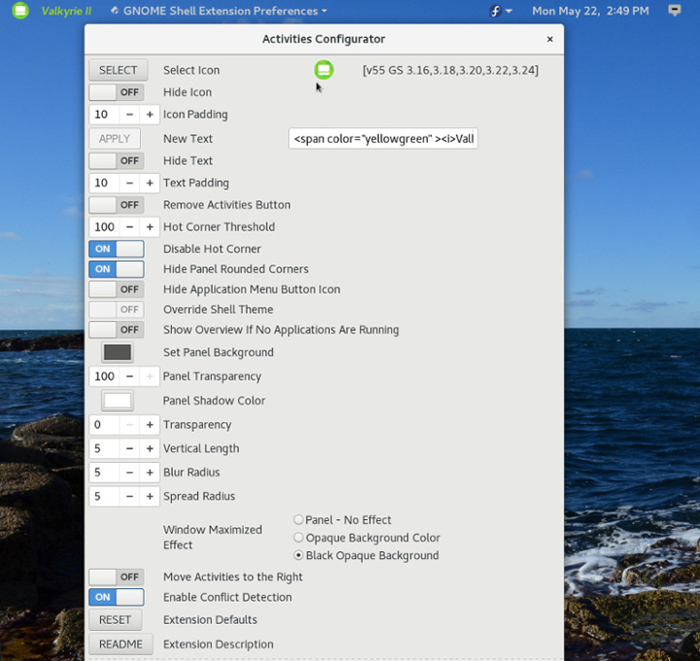 Valkyrie II GNOME Shell Extension Preferences Mon May 22, 2:49 PM
Activities Configurator ×
SELECT Select Icon [v55 GS 3.16,3.18,3.20,3.22,3.24]
OFF Hide Icon
10 − + Icon Padding
APPLY New Text <span color="yellowgreen" ><i>Vall
OFF Hide Text
10 − + Text Padding
OFF Remove Activities Button
100 − + Hot Corner Threshold
ON Disable Hot Corner
ON Hide Panel Rounded Corners
OFF Hide Application Menu Button Icon
OFF Override Shell Theme
OFF Show Overview If No Applications Are Running
Set Panel Background
100 − + Panel Transparency
Panel Shadow Color
0 − + Transparency
5 − + Vertical Length
5 − + Blur Radius
5 − + Spread Radius
Window Maximized
Effect
Panel - No Effect
Opaque Background Color
Black Opaque Background
OFF Move Activities to the Right
ON Enable Conflict Detection
RESET Extension Defaults
README Extension Description